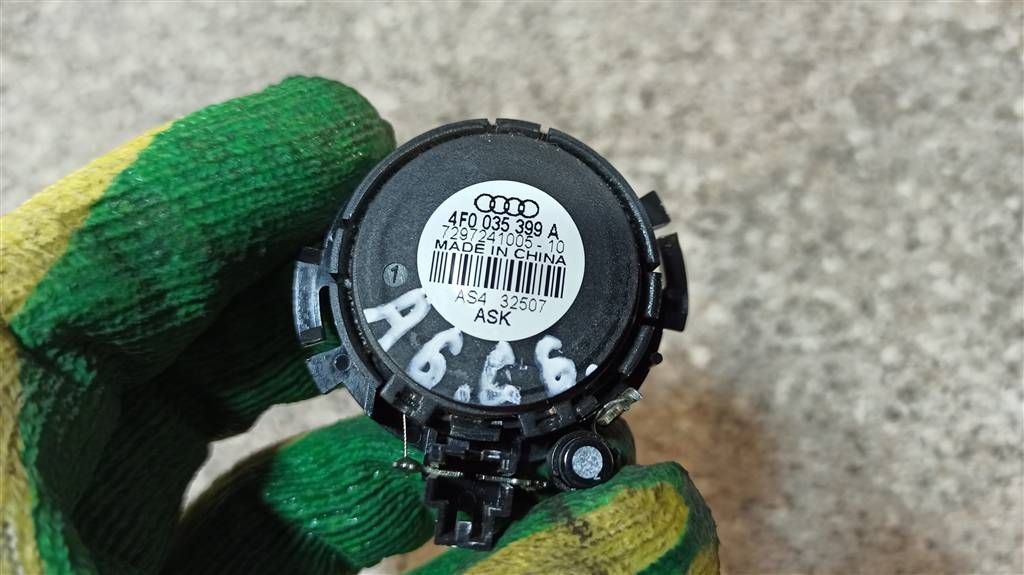 4F0 035 399 A
7297241005-10
MADE IN CHINA
1
AS4 32507
ASK
A6.C6.